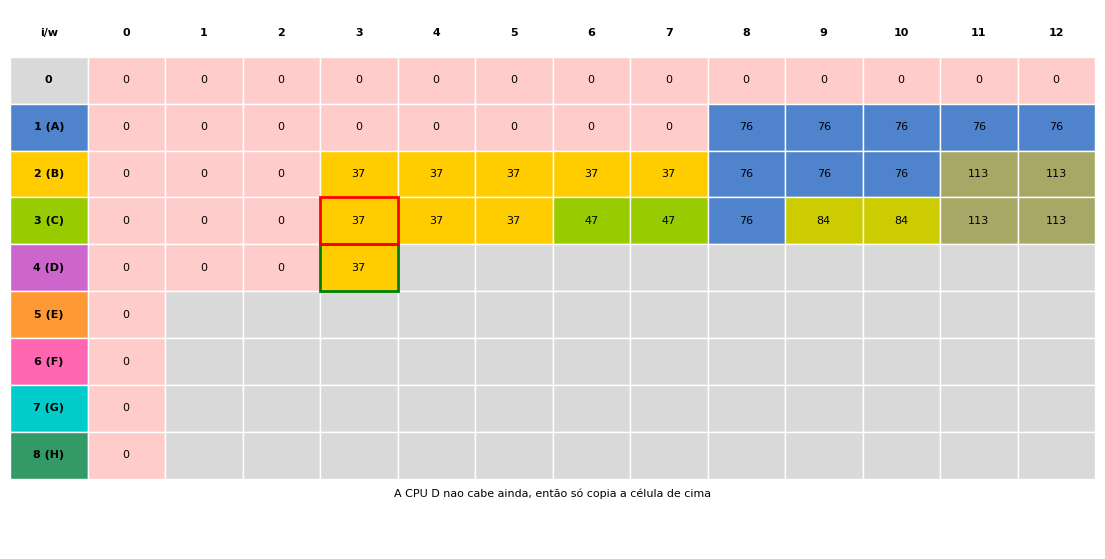 i/w 0 1 2 3 4 5 6 7 8 9 10 11 12
0 0 0 0 0 0 0 0 0 0 0 0 0 0
1 (A) 0 0 0 0 0 0 0 0 76 76 76 76 76
2 (B) 0 0 0 37 37 37 37 37 76 76 76 113 113
3 (C) 0 0 0 37 37 37 47 47 76 84 84 113 113
4 (D) 0 0 0 37
5 (E) 0
6 (F) 0
7 (G) 0
8 (H) 0
A CPU D nao cabe ainda, então só copia a célula de cima